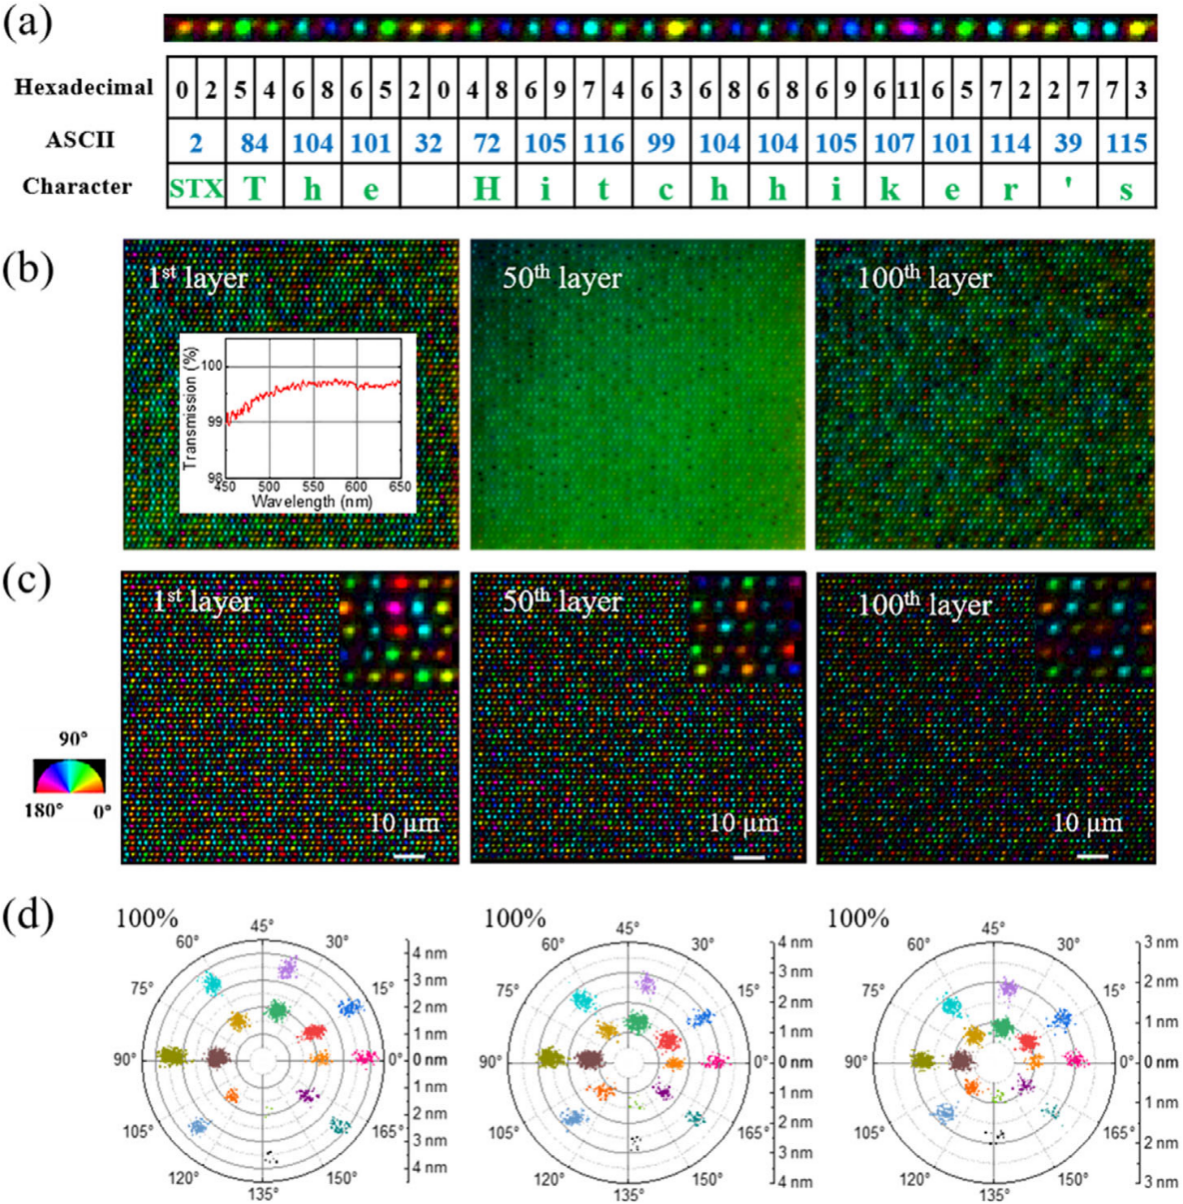 (a)
Hexadecimal 0 2 5 4 6 8 6 5 2 0 4 8 6 9 7 4 6 3 6 8 6 8 6 9 6 11 6 5 7 2 2 7 7 3
ASCII 2 84 104 101 32 72 105 116 99 104 104 105 107 101 114 39 115
Character STX T h e H i t c h h i k e r ' s
(b)
1st layer 50th layer 100th layer
Transmission (%)
100
99
98
450 500 550 600 650
Wavelength (nm)
(c)
1st layer 50th layer 100th layer
90°
180° 0°
10 μm 10 μm 10 μm
(d)
100% 100% 100%
45° 45° 45°
60° 30° 60° 30° 60° 30°
4 nm 4 nm 3 nm
75° 15° 3 nm 75° 15° 3 nm 75° 15° 2 nm
2 nm 2 nm
1 nm 1 nm 1 nm
90° 0° 0 nm 90° 0° 0 nm 90° 0° 0 nm
1 nm 1 nm 1 nm
2 nm 2 nm
105° 165° 3 nm 105° 165° 3 nm 105° 165° 2 nm
4 nm 4 nm 3 nm
120° 150° 120° 150° 120° 150°
135° 135° 135°